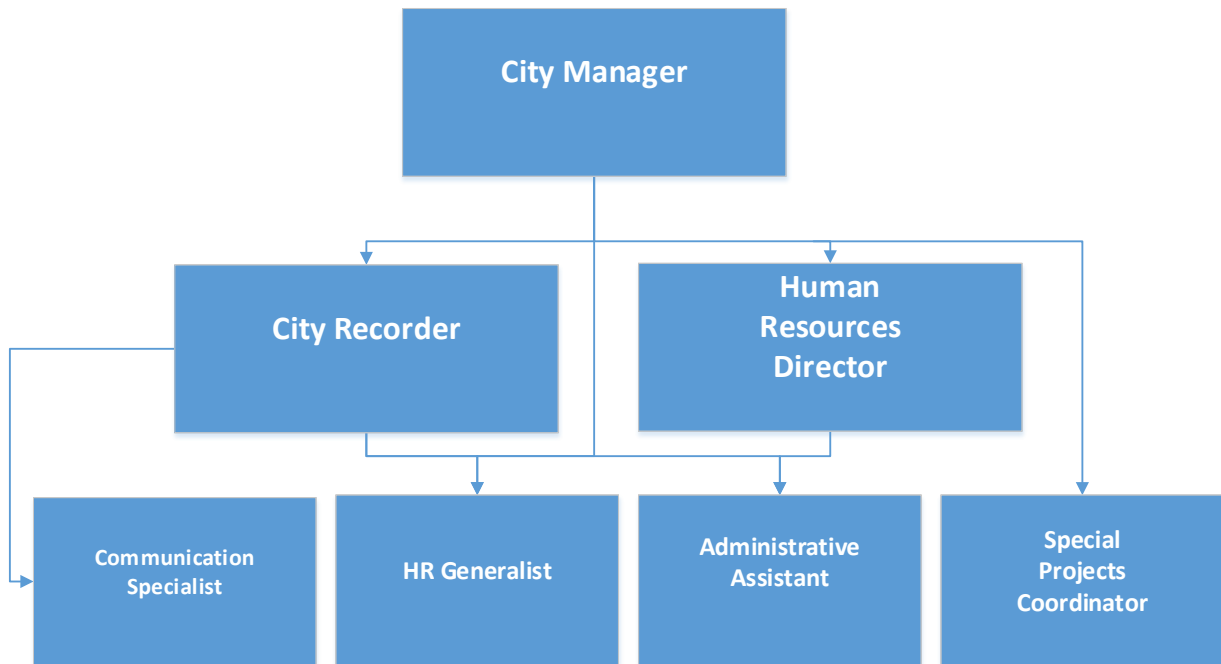 City Manager
City Recorder
Human
Resources
Director
Communication
Specialist
HR Generalist
Administrative
Assistant
Special
Projects
Coordinator